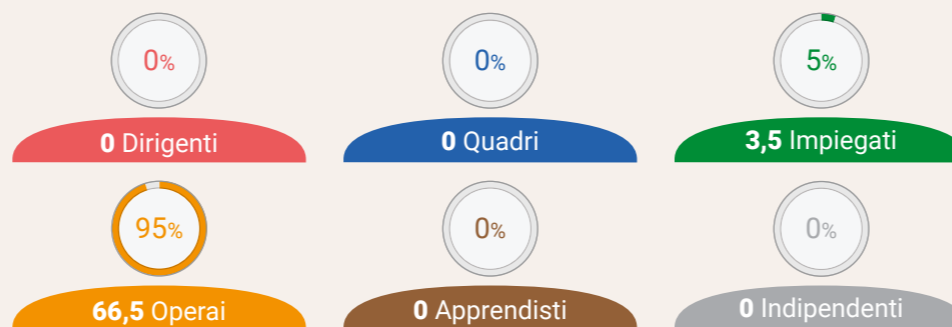 0% 0% 5%
0 Dirigenti 0 Quadri 3,5 Impiegati
95% 0% 0%
66,5 Operai 0 Apprendisti 0 Indipendenti